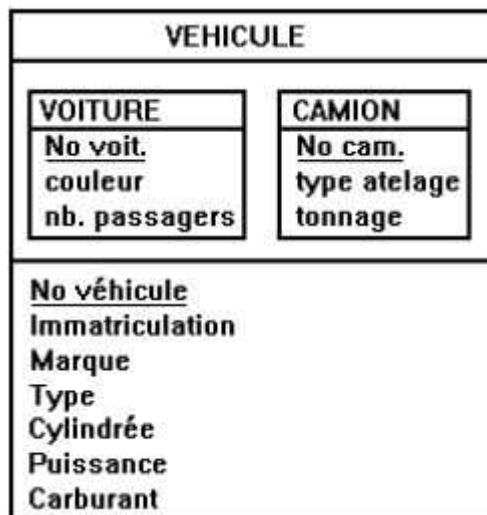 VEHICULE
VOITURE
No voit.
couleur
nb. passagers
CAMION
No cam.
type atelage
tonnage
No véhicule
Immatriculation
Marque
Type
Cylindrée
Puissance
Carburant